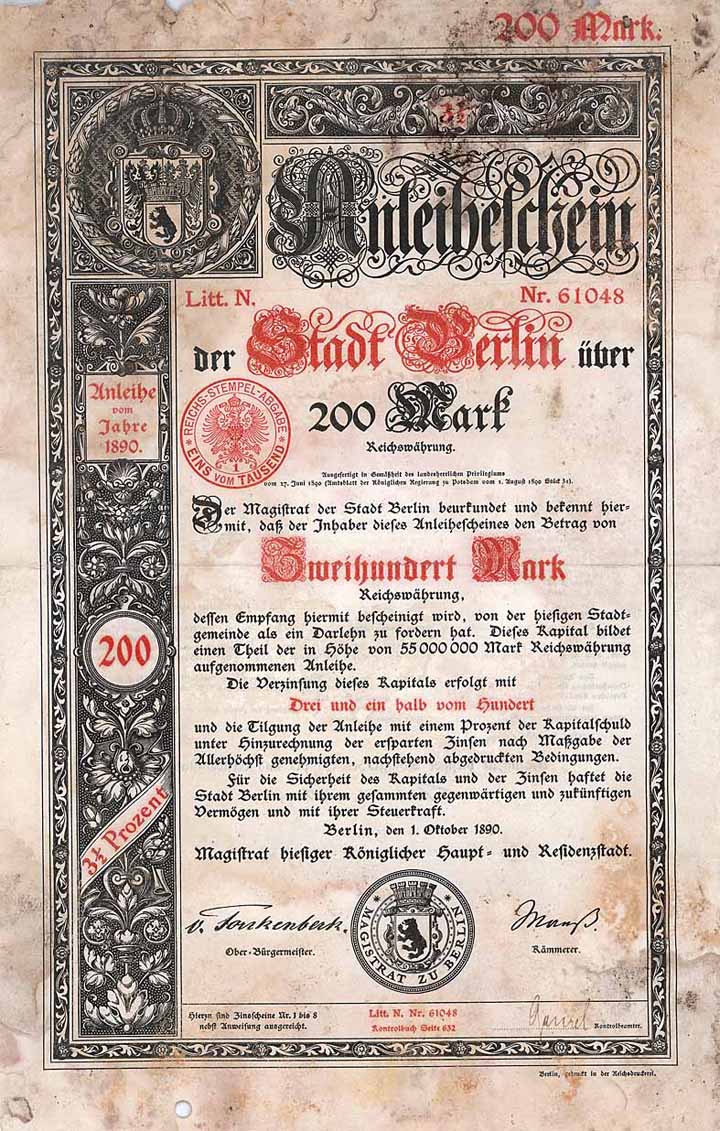 200 Mark.
3½
Anleiheschein
Litt. N. Nr. 61048
der Stadt Berlin über
Anleihe
vom
Jahre
1890.
REICHS-STEMPEL-ABGABE
1
EINS VOM TAUSEND
200 Mark
Reichswährung.
Ausgefertigt in Gemäßheit des landesherrlichen Privilegiums
vom 27. Juni 1890 (Amtsblatt der Königlichen Regierung zu Potsdam vom 1. August 1890 Stück 31).
Der Magistrat der Stadt Berlin beurkundet und bekennt hier-
mit, daß der Inhaber dieses Anleihescheines den Betrag von
Zweihundert Mark
Reichswährung,
dessen Empfang hiermit bescheinigt wird, von der hiesigen Stadt-
gemeinde als ein Darlehn zu fordern hat. Dieses Kapital bildet
einen Theil der in Höhe von 55 000 000 Mark Reichswährung
aufgenommenen Anleihe.
200
Die Verzinsung dieses Kapitals erfolgt mit
Drei und ein halb vom Hundert
und die Tilgung der Anleihe mit einem Prozent der Kapitalschuld
unter Hinzurechnung der ersparten Zinsen nach Maßgabe der
Allerhöchst genehmigten, nachstehend abgedruckten Bedingungen.
Für die Sicherheit des Kapitals und der Zinsen haftet die
Stadt Berlin mit ihrem gesammten gegenwärtigen und zukünftigen
Vermögen und mit ihrer Steuerkraft.
3½ Prozent
Berlin, den 1. Oktober 1890.
Magistrat hiesiger Königlicher Haupt- und Residenzstadt.
v. Forckenbeck.
Ober-Bürgermeister.
MAGISTRAT ZU BERLIN
Kämmerer.
Hierzu sind Zinsscheine Nr. 1 bis 8
nebst Anweisung ausgereicht.
Litt. N. Nr. 61048
Kontrolbuch Seite 632
Kontrolbeamter.
Berlin, gedruckt in der Reichsdruckerei.